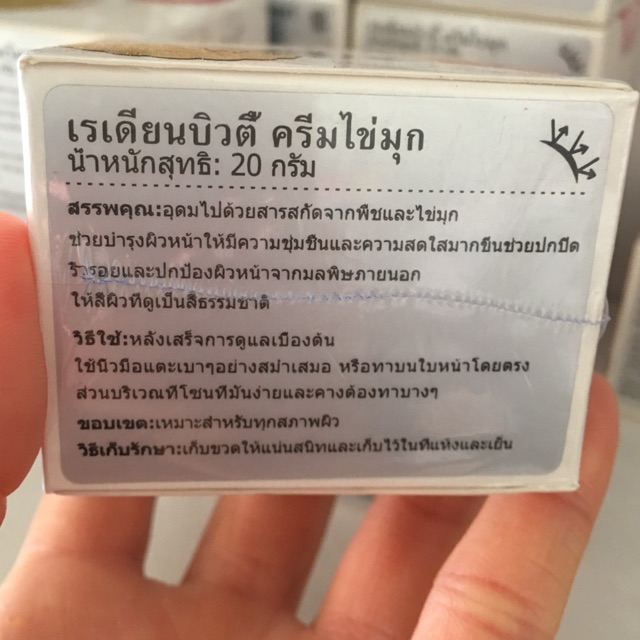 เรเดียนบิวตี้ ครีมไข่มุก
น้ำหนักสุทธิ: 20 กรัม
สรรพคุณ:อุดมไปด้วยสารสกัดจากพืชและไข่มุก
ช่วยบำรุงผิวหน้าให้มีความชุ่มชื้นและความสดใสมากขึ้นช่วยปกปิด
ริ้วรอยและปกป้องผิวหน้าจากมลพิษภายนอก
ให้สีผิวที่ดูเป็นสีธรรมชาติ
วิธีใช้:หลังเสร็จการดูแลเบื้องต้น
ใช้นิ้วมือแตะเบาๆอย่างสม่ำเสมอ หรือทาบนใบหน้าโดยตรง
ส่วนบริเวณทีโซนที่มันง่ายและคางต้องทาบางๆ
ขอบเขต:เหมาะสำหรับทุกสภาพผิว
วิธีเก็บรักษา:เก็บขวดให้แน่นสนิทและเก็บไว้ในที่แห้งและเย็น